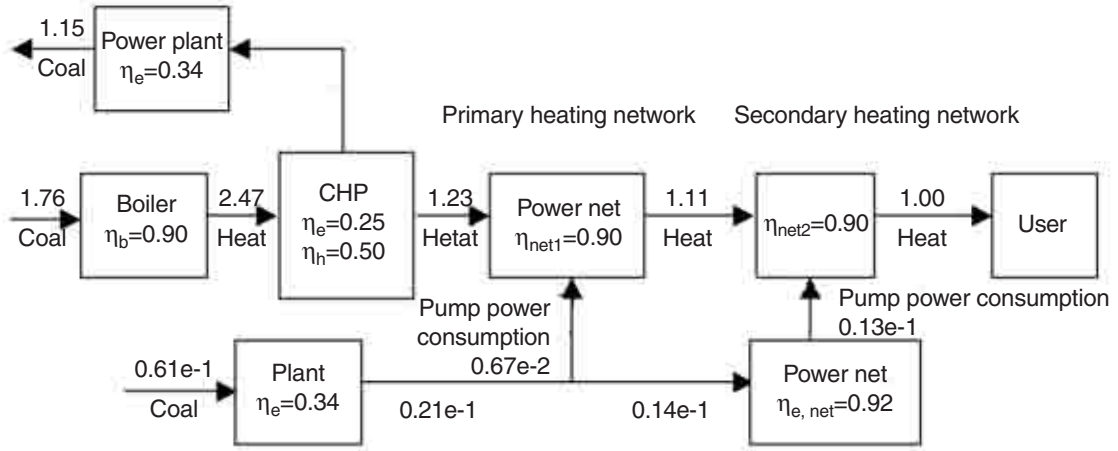 1.15
Coal
Power plant
ηe=0.34
Primary heating network
Secondary heating network
1.76
Coal
Boiler
ηb=0.90
2.47
Heat
CHP
ηe=0.25
ηh=0.50
1.23
Hetat
Power net
ηnet1=0.90
1.11
Heat
ηnet2=0.90
1.00
Heat
User
Pump power
consumption
0.67e-2
Pump power consumption
0.13e-1
0.61e-1
Coal
Plant
ηe=0.34
0.21e-1
0.14e-1
Power net
ηe, net=0.92